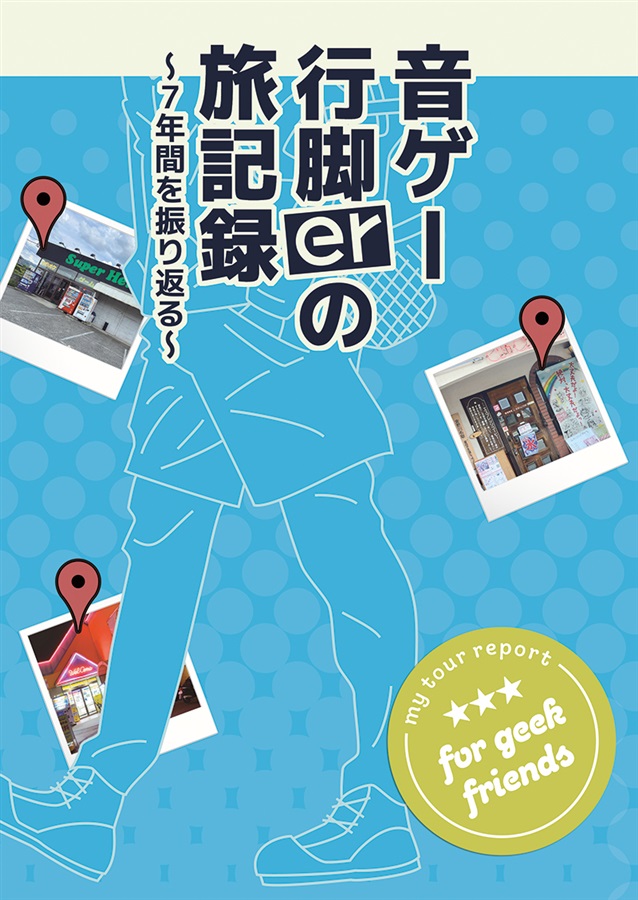 音ゲー
行脚erの
旅記録
～7年間を振り返る～
Super He
my tour report
for geek
friends